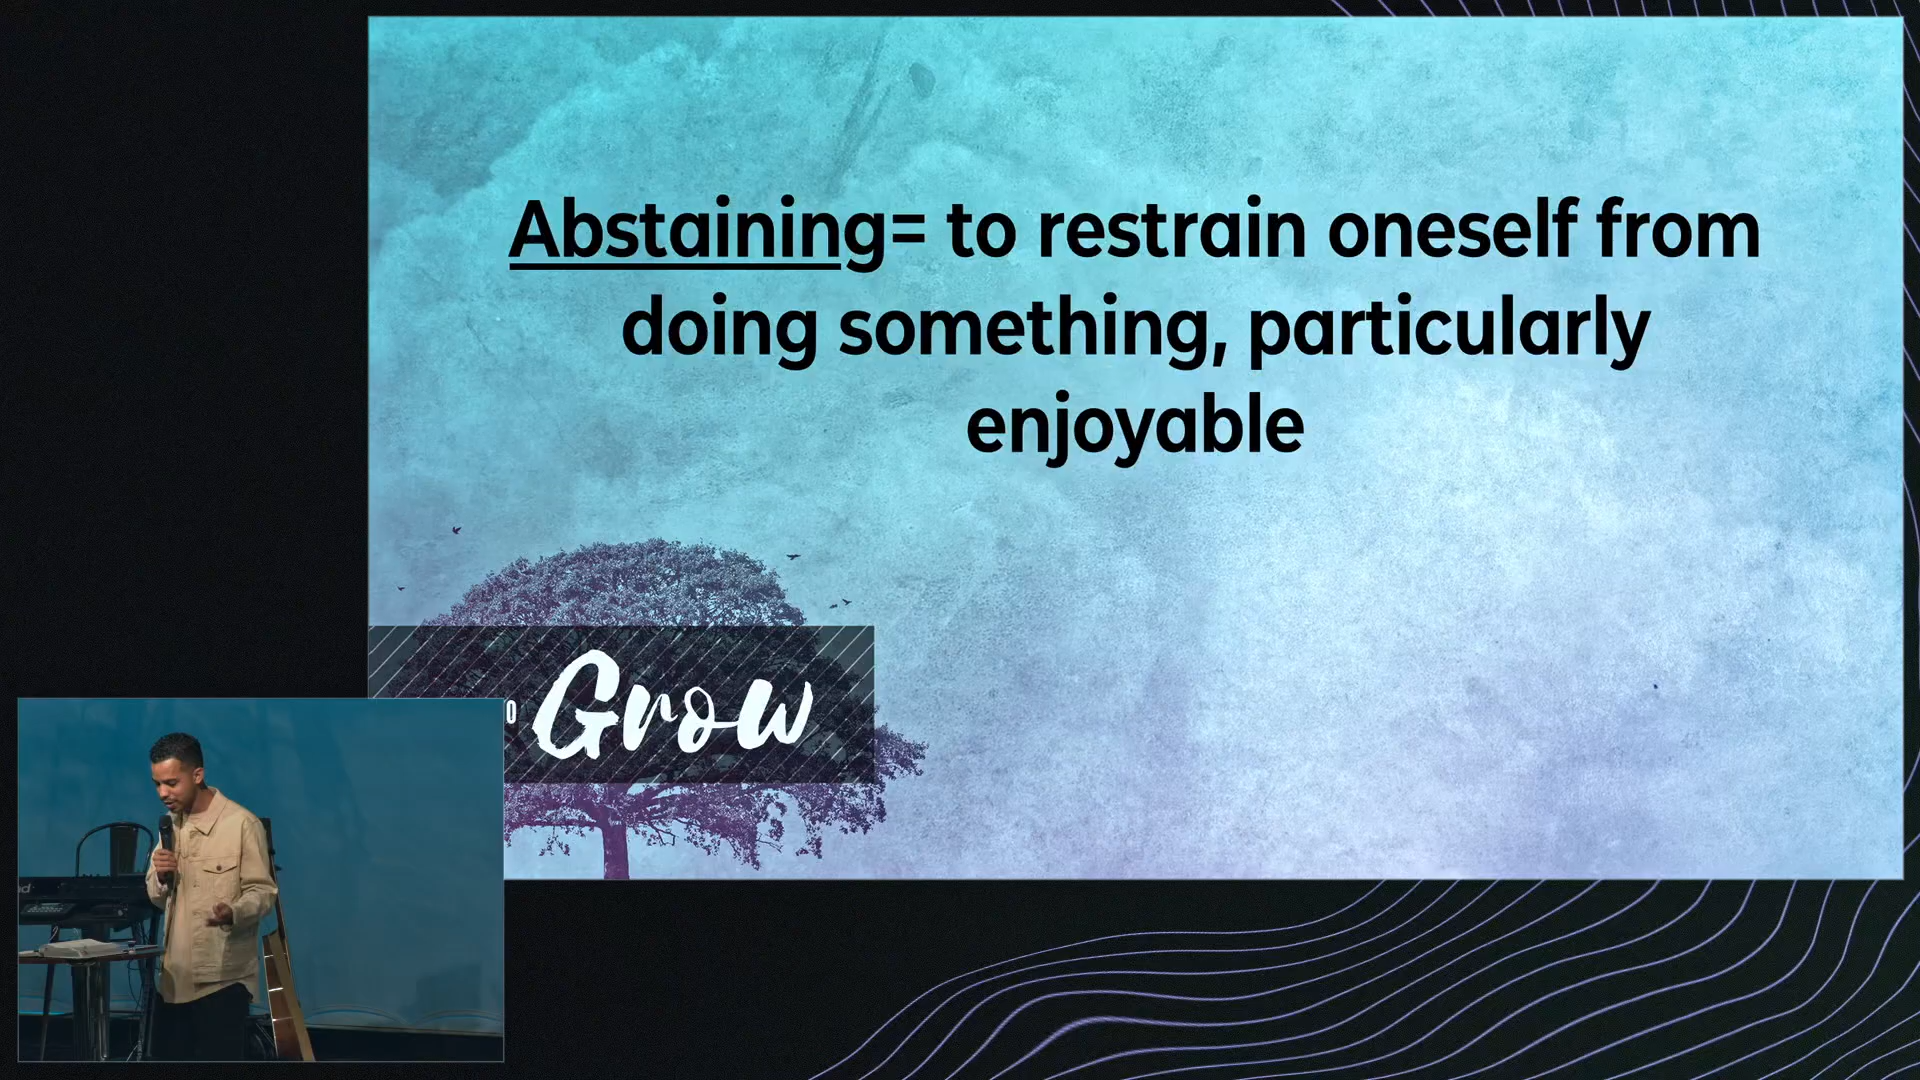 Abstaining= to restrain oneself from
doing something, particularly
enjoyable
Grow